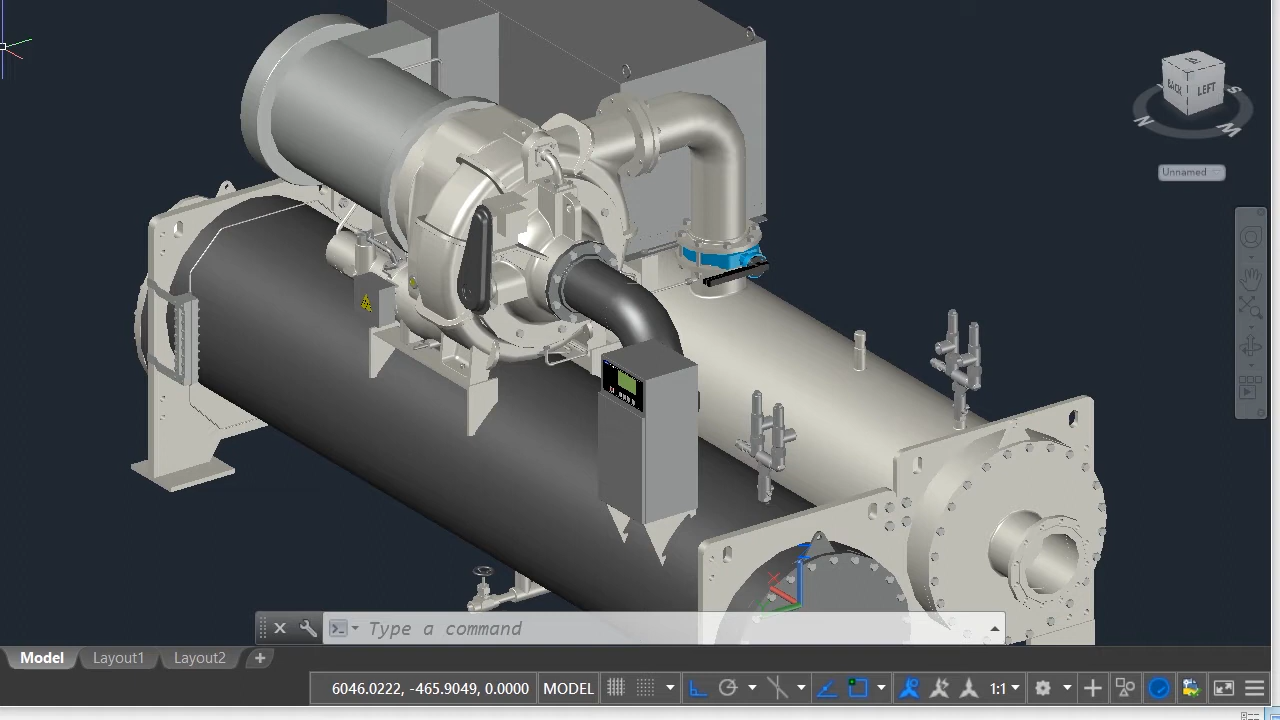 BACK
LEFT
S
N
M
Unnamed
Type a command
Model Layout1 Layout2 +
6046.0222, -465.9049, 0.0000 MODEL 1:1